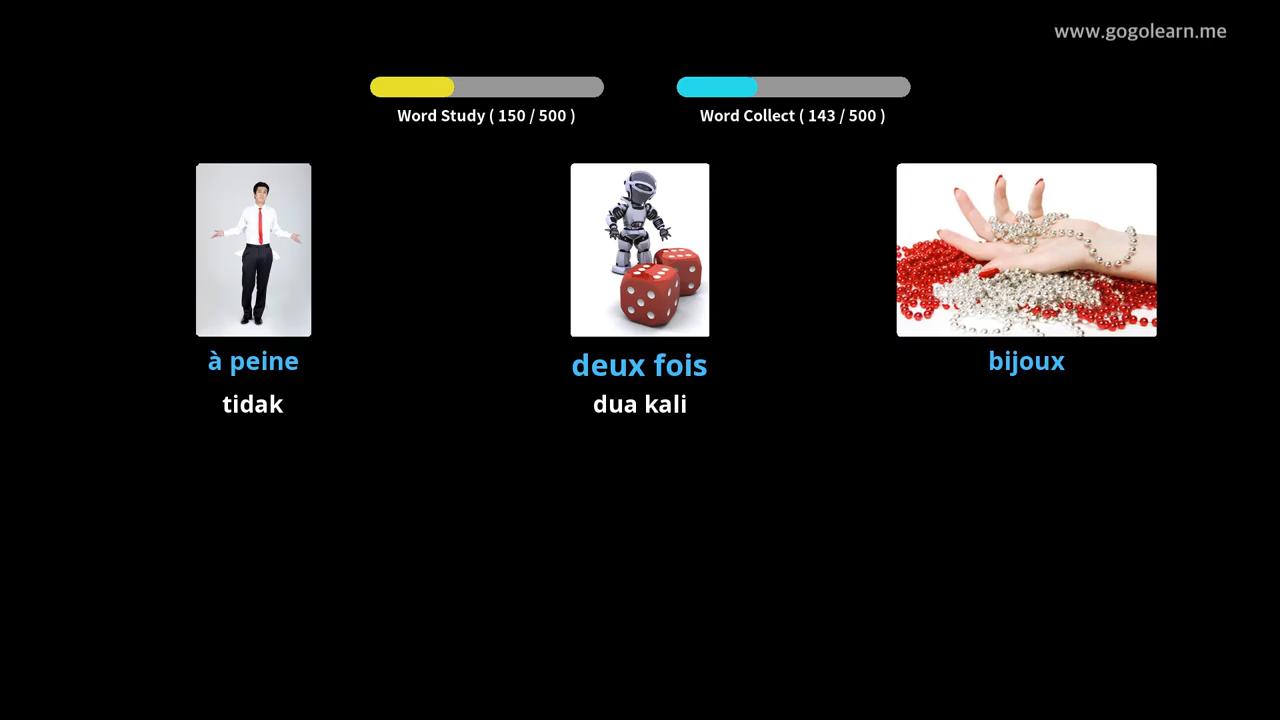 www.gogolearn.me
Word Study ( 150 / 500 )
Word Collect ( 143 / 500 )
à peine
deux fois
bijoux
tidak
dua kali